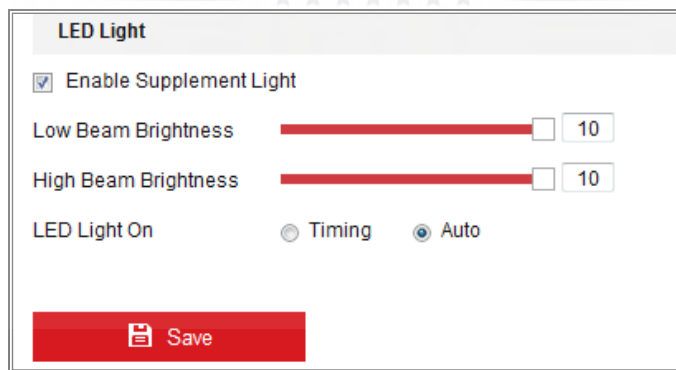 LED Light
Enable Supplement Light
Low Beam Brightness 10
High Beam Brightness 10
LED Light On Timing Auto
Save